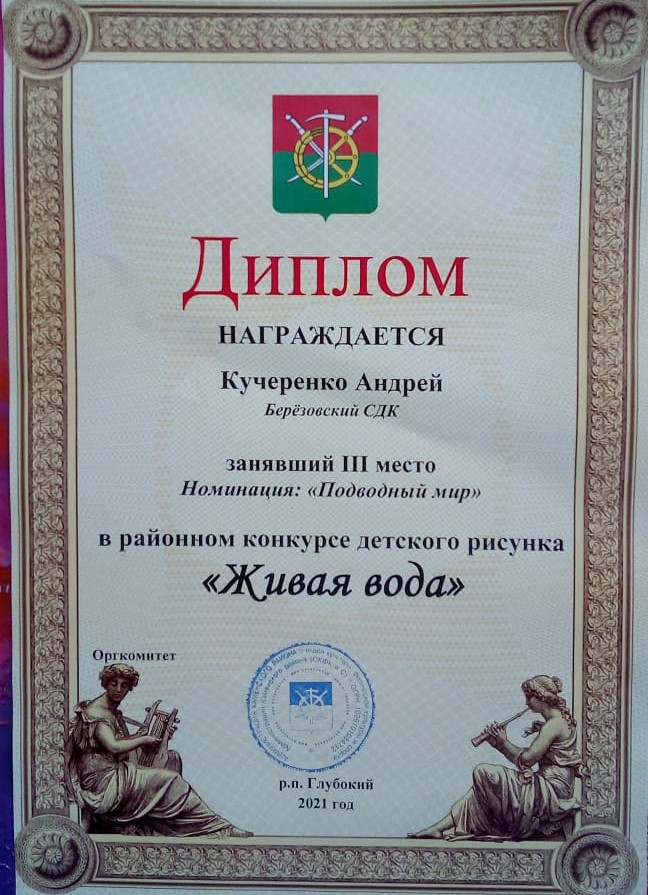 Диплом
НАГРАЖДАЕТСЯ
Кучеренко Андрей
Берёзовский СДК
занявший III место
Номинация: «Подводный мир»
в районном конкурсе детского рисунка
«Живая вода»
Оргкомитет
р.п. Глубокий
2021 год